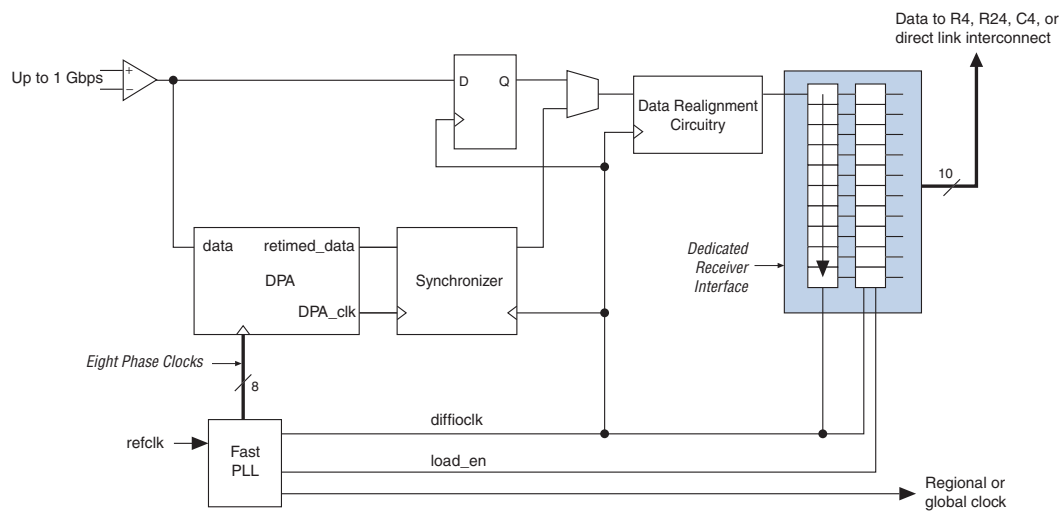 Data to R4, R24, C4, or
direct link interconnect
Up to 1 Gbps
+
−
D
Q
Data Realignment
Circuitry
10
data
retimed_data
DPA
DPA_clk
Synchronizer
Dedicated
Receiver
Interface
Eight Phase Clocks
8
refclk
Fast
PLL
diffioclk
load_en
Regional or
global clock